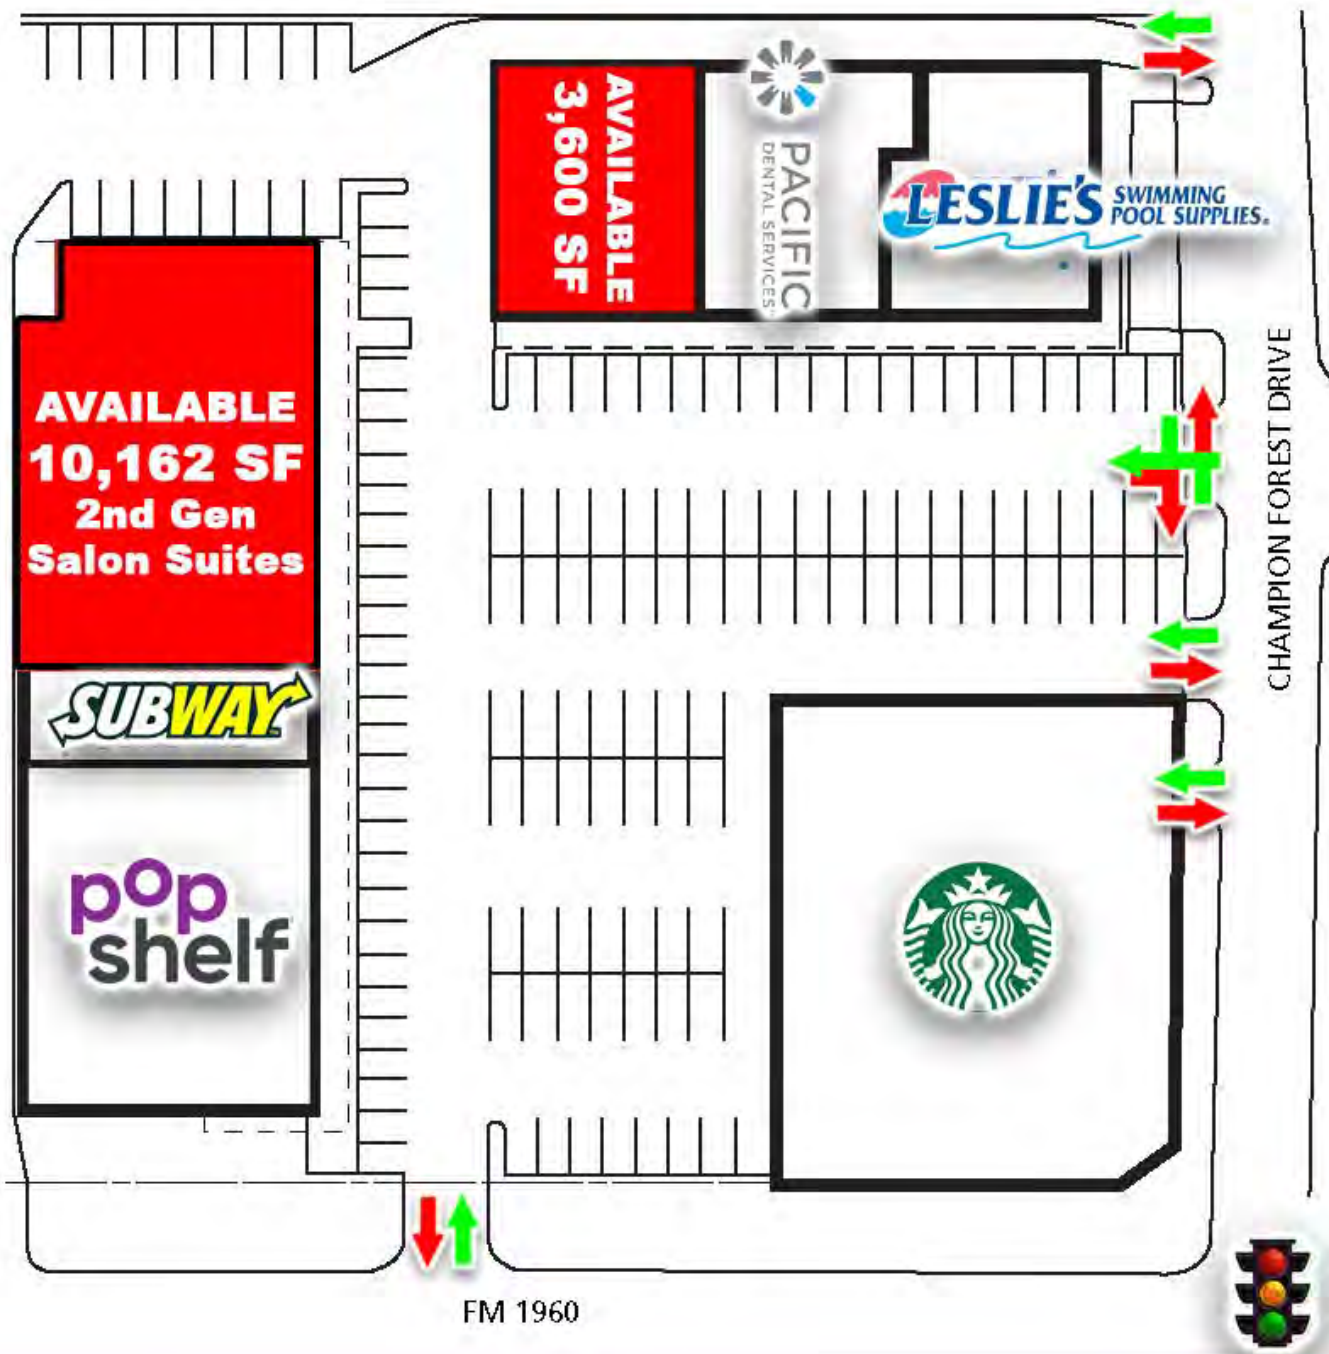 AVAILABLE
3,600 SF
PACIFIC
DENTAL SERVICES
LESLIE'S SWIMMING
POOL SUPPLIES.
AVAILABLE
10,162 SF
2nd Gen
Salon Suites
SUBWAY
pop
shelf
CHAMPION FOREST DRIVE
FM 1960